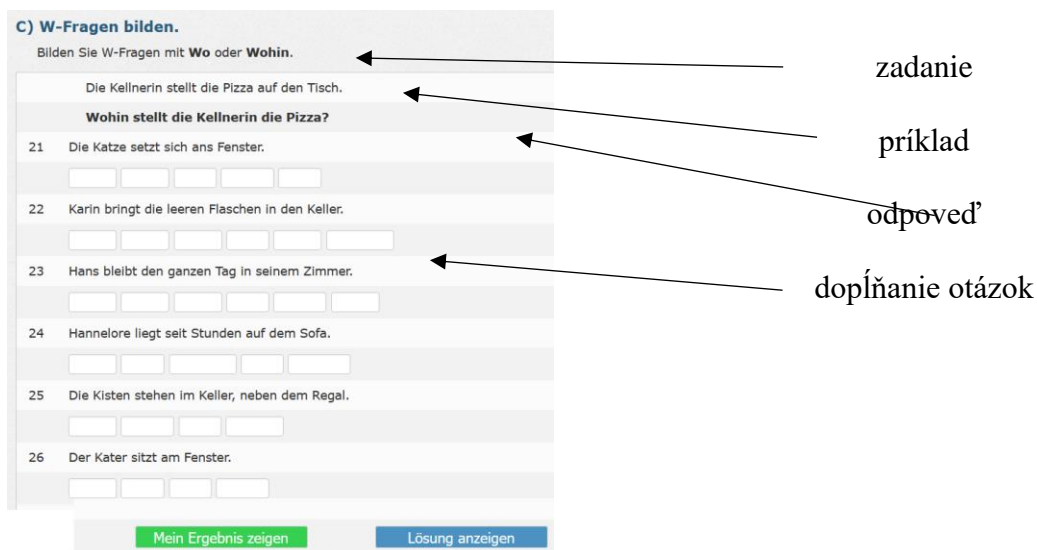 C) W-Fragen bilden.
Bilden Sie W-Fragen mit Wo oder Wohin.
zadanie
Die Kellnerin stellt die Pizza auf den Tisch.
príklad
Wohin stellt die Kellnerin die Pizza?
odpoveď
21 Die Katze setzt sich ans Fenster.
22 Karin bringt die leeren Flaschen in den Keller.
23 Hans bleibt den ganzen Tag in seinem Zimmer.
dopĺňanie otázok
24 Hannelore liegt seit Stunden auf dem Sofa.
25 Die Kisten stehen im Keller, neben dem Regal.
26 Der Kater sitzt am Fenster.
Mein Ergebnis zeigen Lösung anzeigen